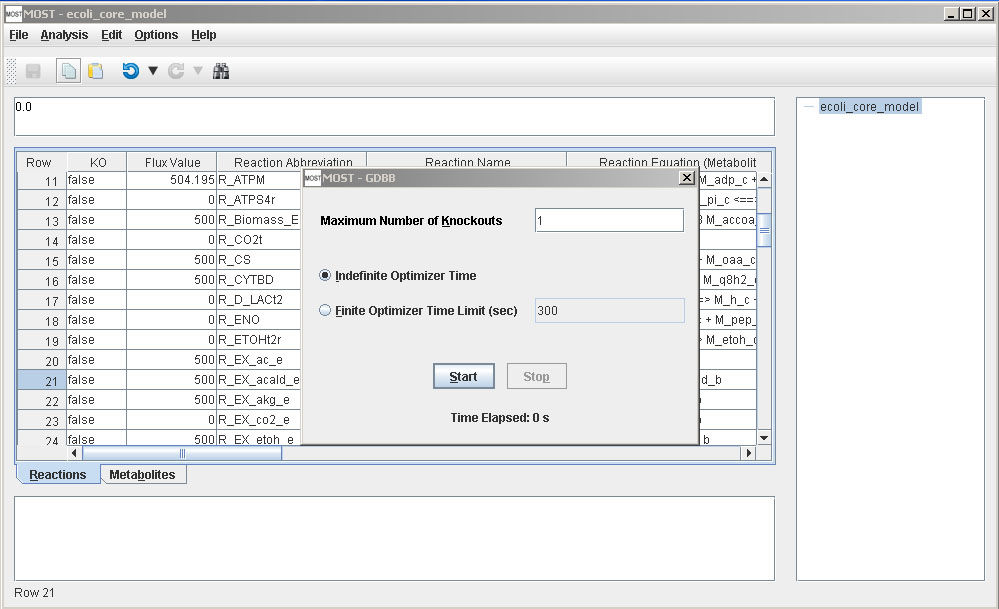 MOST MOST - ecoli_core_model
File Analysis Edit Options Help
0.0
ecoli_core_model
Row KO Flux Value Reaction Abbreviation Reaction Name Reaction Equation (Metabolit
11 false 504.195 R_ATPM M_adp_c +
12 false 0 R_ATPS4r _pi_c <==>
13 false 500 R_Biomass_E M_accoa_
14 false 0 R_CO2t
15 false 500 R_CS + M_oaa_c
16 false 500 R_CYTBD M_q8h2_c
17 false 0 R_D_LACt2 => M_h_c +
18 false 0 R_ENO + M_pep_
19 false 0 R_ETOHt2r > M_etoh_c
20 false 500 R_EX_ac_e
21 false 500 R_EX_acald_e d_b
22 false 500 R_EX_akg_e
23 false 0 R_EX_co2_e
24 false 500 R_EX_etoh_e b
MOST MOST - GDBB
Maximum Number of Knockouts 1
Indefinite Optimizer Time
Finite Optimizer Time Limit (sec) 300
Start Stop
Time Elapsed: 0 s
Reactions Metabolites
Row 21